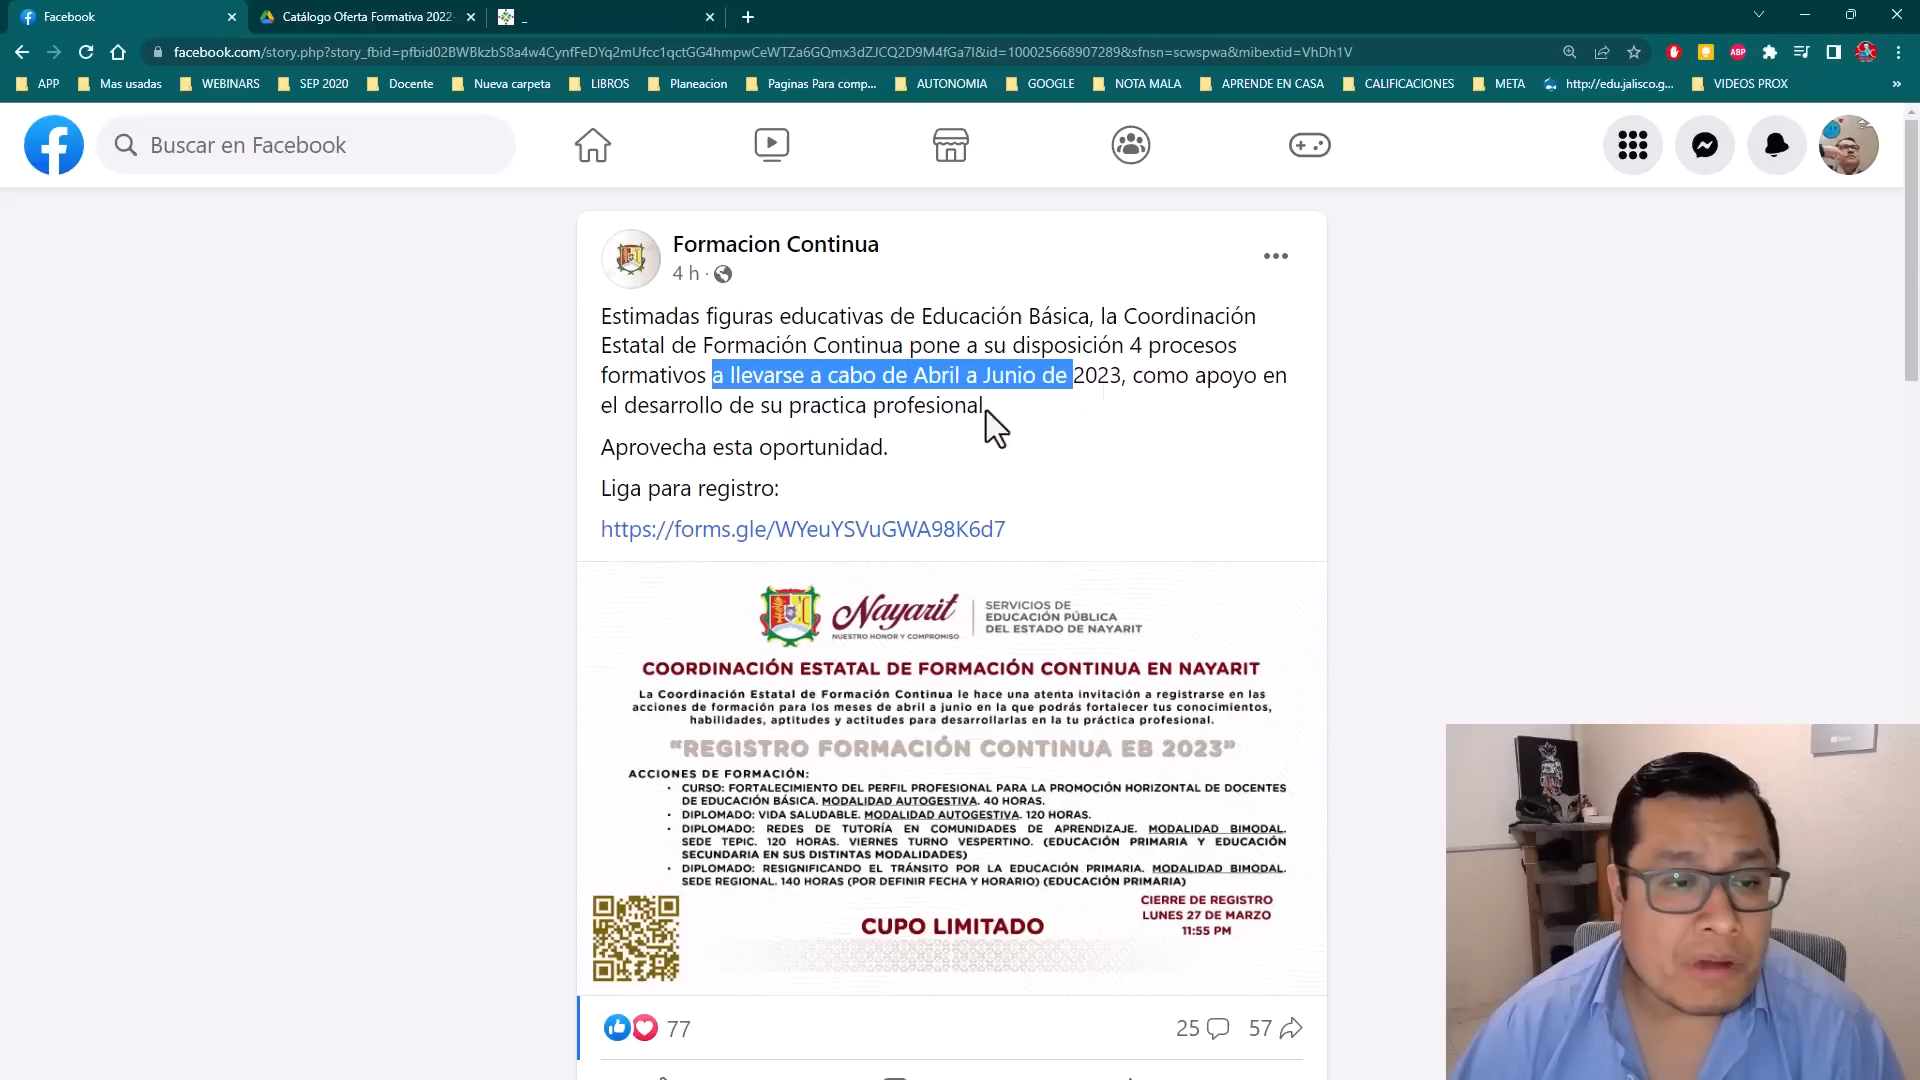 Facebook
Catálogo Oferta Formativa 2022-
_
facebook.com/story.php?story_fbid=pfbid02BWBkzbS8a4w4CynfFeDYq2mUfcc1qctGG4hmpwCeWTZa6GQmx3dZJCQ2D9M4fGa7l&id=100025668907289&sfnsn=scwspwa&mibextid=VhDh1V
APP
Mas usadas
WEBINARS
SEP 2020
Docente
Nueva carpeta
LIBROS
Planeacion
Paginas Para comp...
AUTONOMIA
GOOGLE
NOTA MALA
APRENDE EN CASA
CALIFICACIONES
META
http://edu.jalisco.g...
VIDEOS PROX
»
ABP
Buscar en Facebook
Formacion Continua
4 h ·
Estimadas figuras educativas de Educación Básica, la Coordinación
Estatal de Formación Continua pone a su disposición 4 procesos
formativos a llevarse a cabo de Abril a Junio de 2023, como apoyo en
el desarrollo de su practica profesional.
Aprovecha esta oportunidad.
Liga para registro:
https://forms.gle/WYeuYSVuGWA98K6d7
Nayarit
NUESTRO HONOR Y COMPROMISO
SERVICIOS DE
EDUCACIÓN PÚBLICA
DEL ESTADO DE NAYARIT
COORDINACIÓN ESTATAL DE FORMACIÓN CONTINUA EN NAYARIT
La Coordinación Estatal de Formación Continua le hace una atenta invitación a registrarse en las
acciones de formación para los meses de abril a junio en la que podrás fortalecer tus conocimientos,
habilidades, aptitudes y actitudes para desarrollarlas en la tu práctica profesional.
"REGISTRO FORMACIÓN CONTINUA EB 2023"
ACCIONES DE FORMACIÓN:
· CURSO: FORTALECIMIENTO DEL PERFIL PROFESIONAL PARA LA PROMOCIÓN HORIZONTAL DE DOCENTES
DE EDUCACIÓN BÁSICA. MODALIDAD AUTOGESTIVA. 40 HORAS.
· DIPLOMADO: VIDA SALUDABLE. MODALIDAD AUTOGESTIVA. 120 HORAS.
· DIPLOMADO: REDES DE TUTORÍA EN COMUNIDADES DE APRENDIZAJE. MODALIDAD BIMODAL.
SEDE TEPIC. 120 HORAS. VIERNES TURNO VESPERTINO. (EDUCACIÓN PRIMARIA Y EDUCACIÓN
SECUNDARIA EN SUS DISTINTAS MODALIDADES)
· DIPLOMADO: RESIGNIFICANDO EL TRÁNSITO POR LA EDUCACIÓN PRIMARIA. MODALIDAD BIMODAL.
SEDE REGIONAL. 140 HORAS (POR DEFINIR FECHA Y HORARIO) (EDUCACIÓN PRIMARIA)
CUPO LIMITADO
CIERRE DE REGISTRO
LUNES 27 DE MARZO
11:55 PM
77
25
57